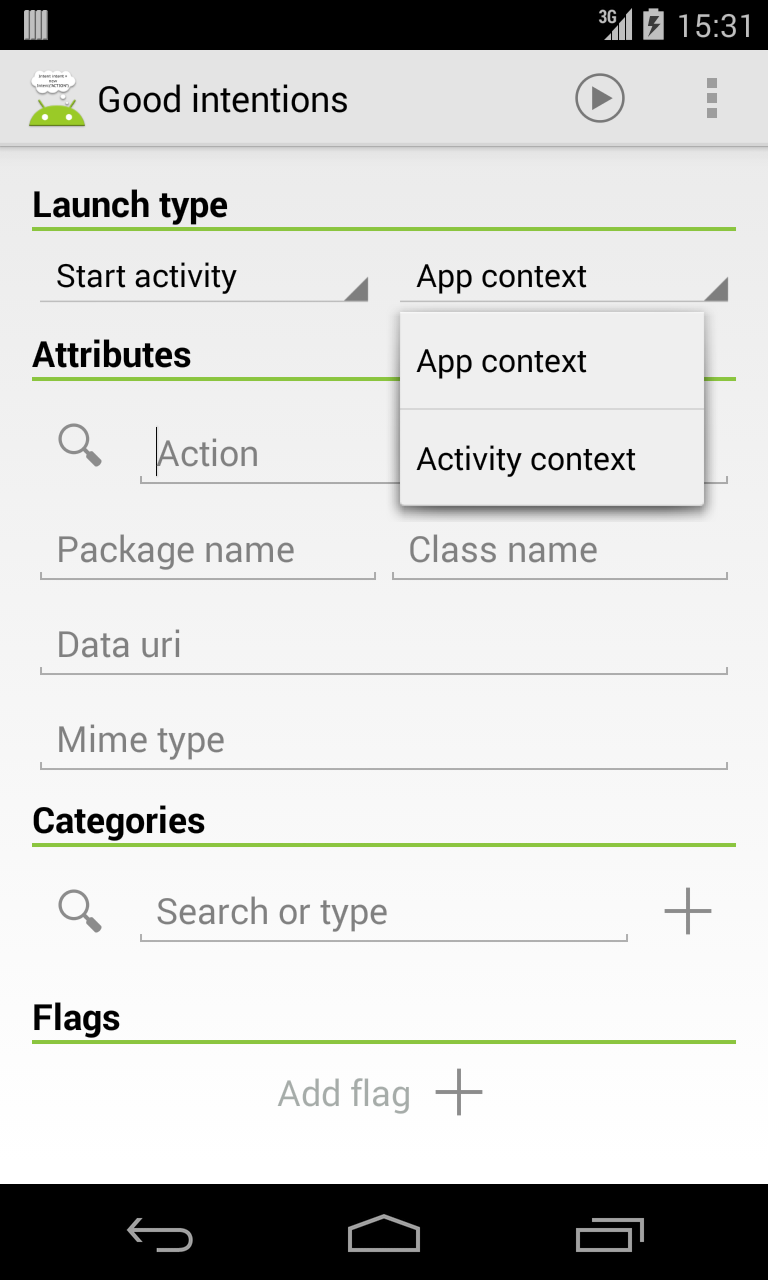 3G 15:31
Good intentions
Launch type
Start activity App context
App context
Activity context
Attributes
Action
Package name Class name
Data uri
Mime type
Categories
Search or type
Flags
Add flag